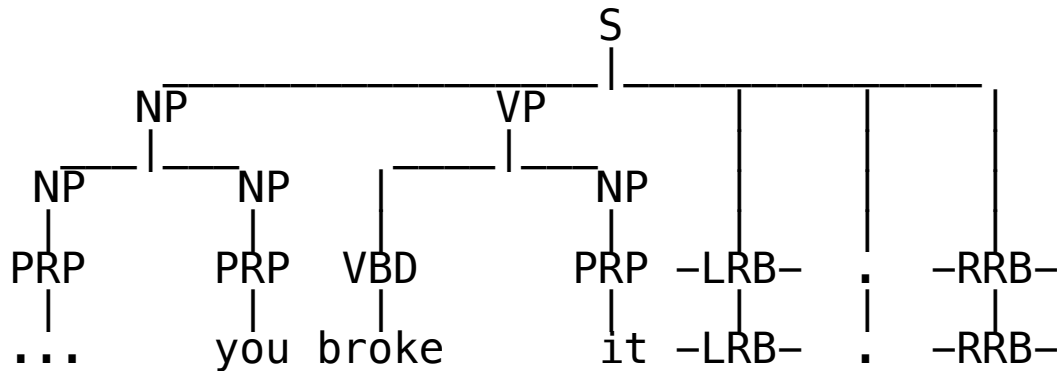 S
NP VP
NP NP NP
PRP PRP VBD PRP -LRB- . -RRB-
... you broke it -LRB- . -RRB-